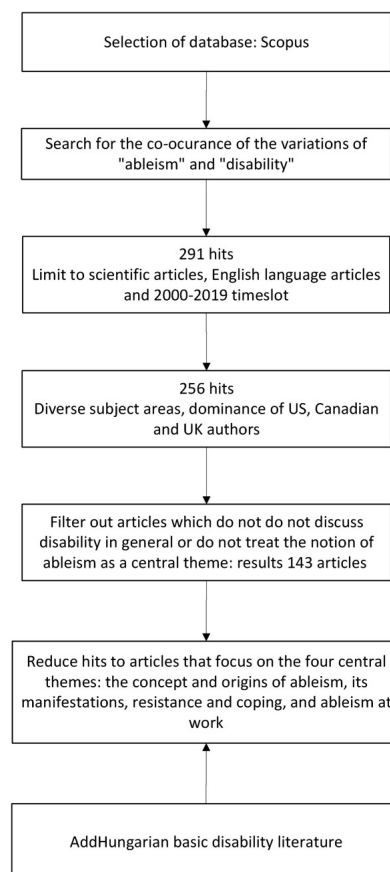 Selection of database: Scopus
Search for the co-ocurance of the variations of
"ableism" and "disability"
291 hits
Limit to scientific articles, English language articles
and 2000-2019 timeslot
256 hits
Diverse subject areas, dominance of US, Canadian
and UK authors
Filter out articles which do not do not discuss
disability in general or do not treat the notion of
ableism as a central theme: results 143 articles
Reduce hits to articles that focus on the four central
themes: the concept and origins of ableism, its
manifestations, resistance and coping, and ableism at
work
AddHungarian basic disability literature